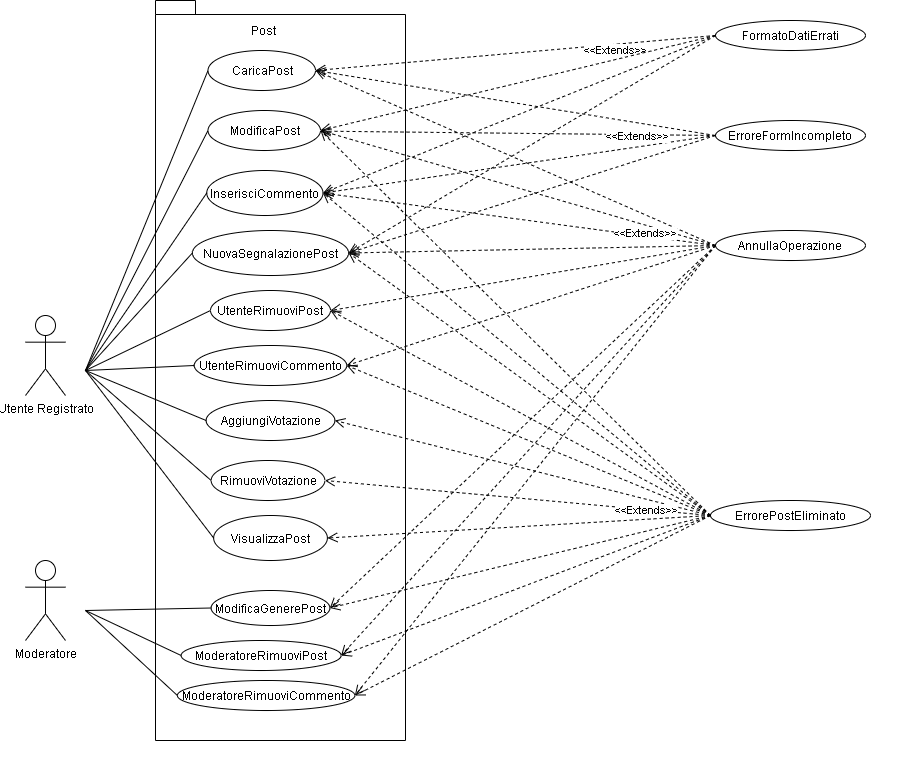 Post
FormatoDatiErrati
<<Extends>>
CaricaPost
ModificaPost
<<Extends>>
ErroreFormIncompleto
InserisciCommento
<<Extends>>
AnnullaOperazione
NuovaSegnalazionePost
UtenteRimuoviPost
UtenteRimuoviCommento
Utente Registrato
AggiungiVotazione
RimuoviVotazione
<<Extends>>
ErrorePostEliminato
VisualizzaPost
ModificaGenerePost
Moderatore
ModeratoreRimuoviPost
ModeratoreRimuoviCommento